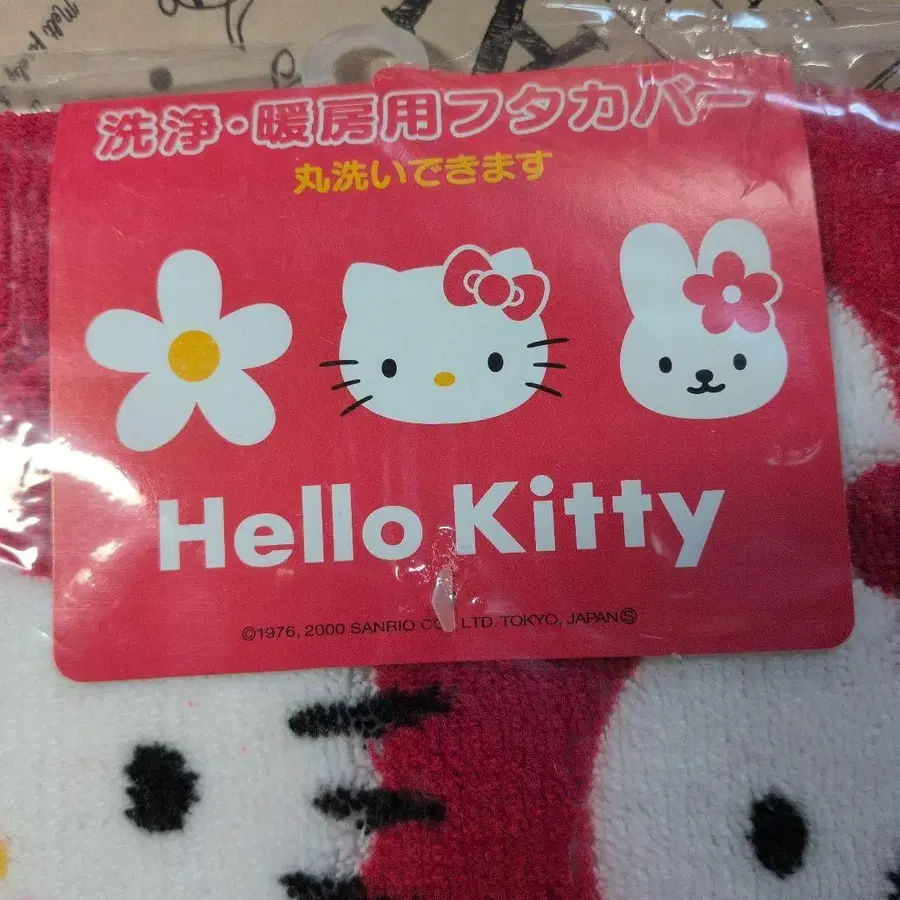 洗浄・暖房用フタカバー
丸洗いできます
Hello Kitty
©1976, 2000 SANRIO CO., LTD. TOKYO, JAPAN Ⓢ